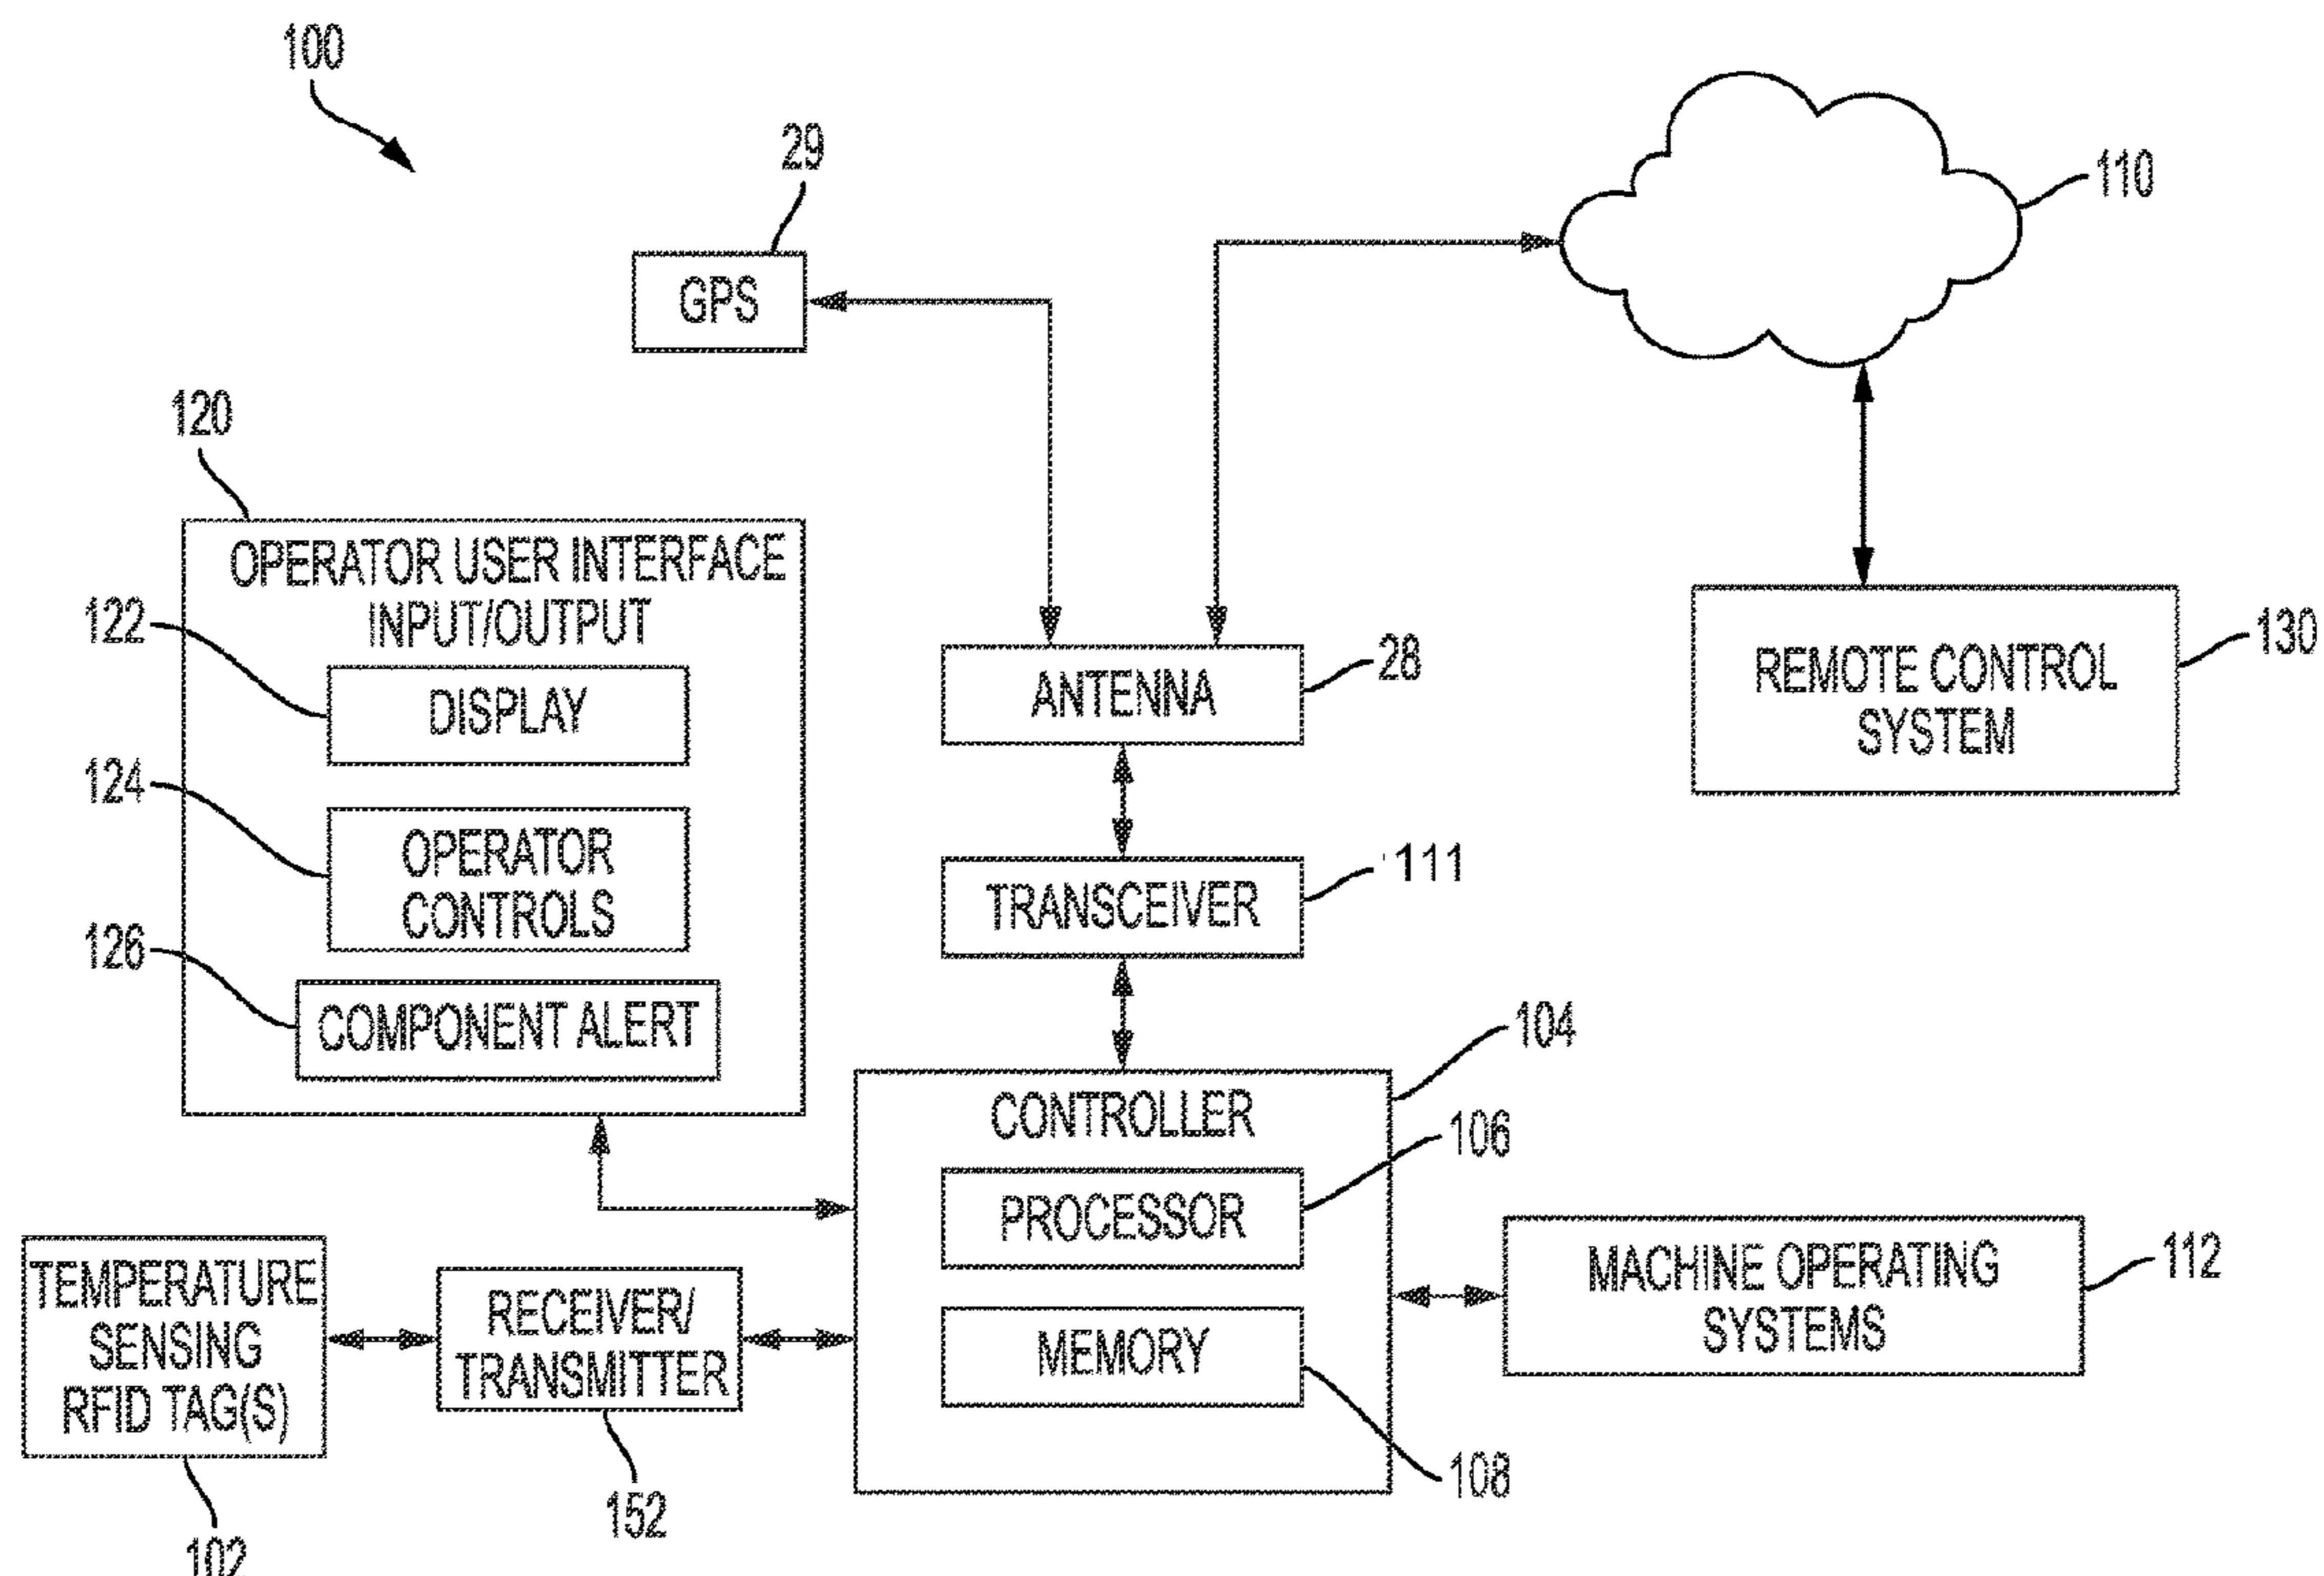 100
29
110
GPS
120
OPERATOR USER INTERFACE
INPUT/OUTPUT
122
DISPLAY
28
ANTENNA
130
REMOTE CONTROL
SYSTEM
124
OPERATOR
CONTROLS
111
TRANSCEIVER
126
COMPONENT ALERT
104
CONTROLLER
106
PROCESSOR
MEMORY
108
MACHINE OPERATING
SYSTEMS
112
TEMPERATURE
SENSING
RFID TAG(S)
RECEIVER/
TRANSMITTER
152
102